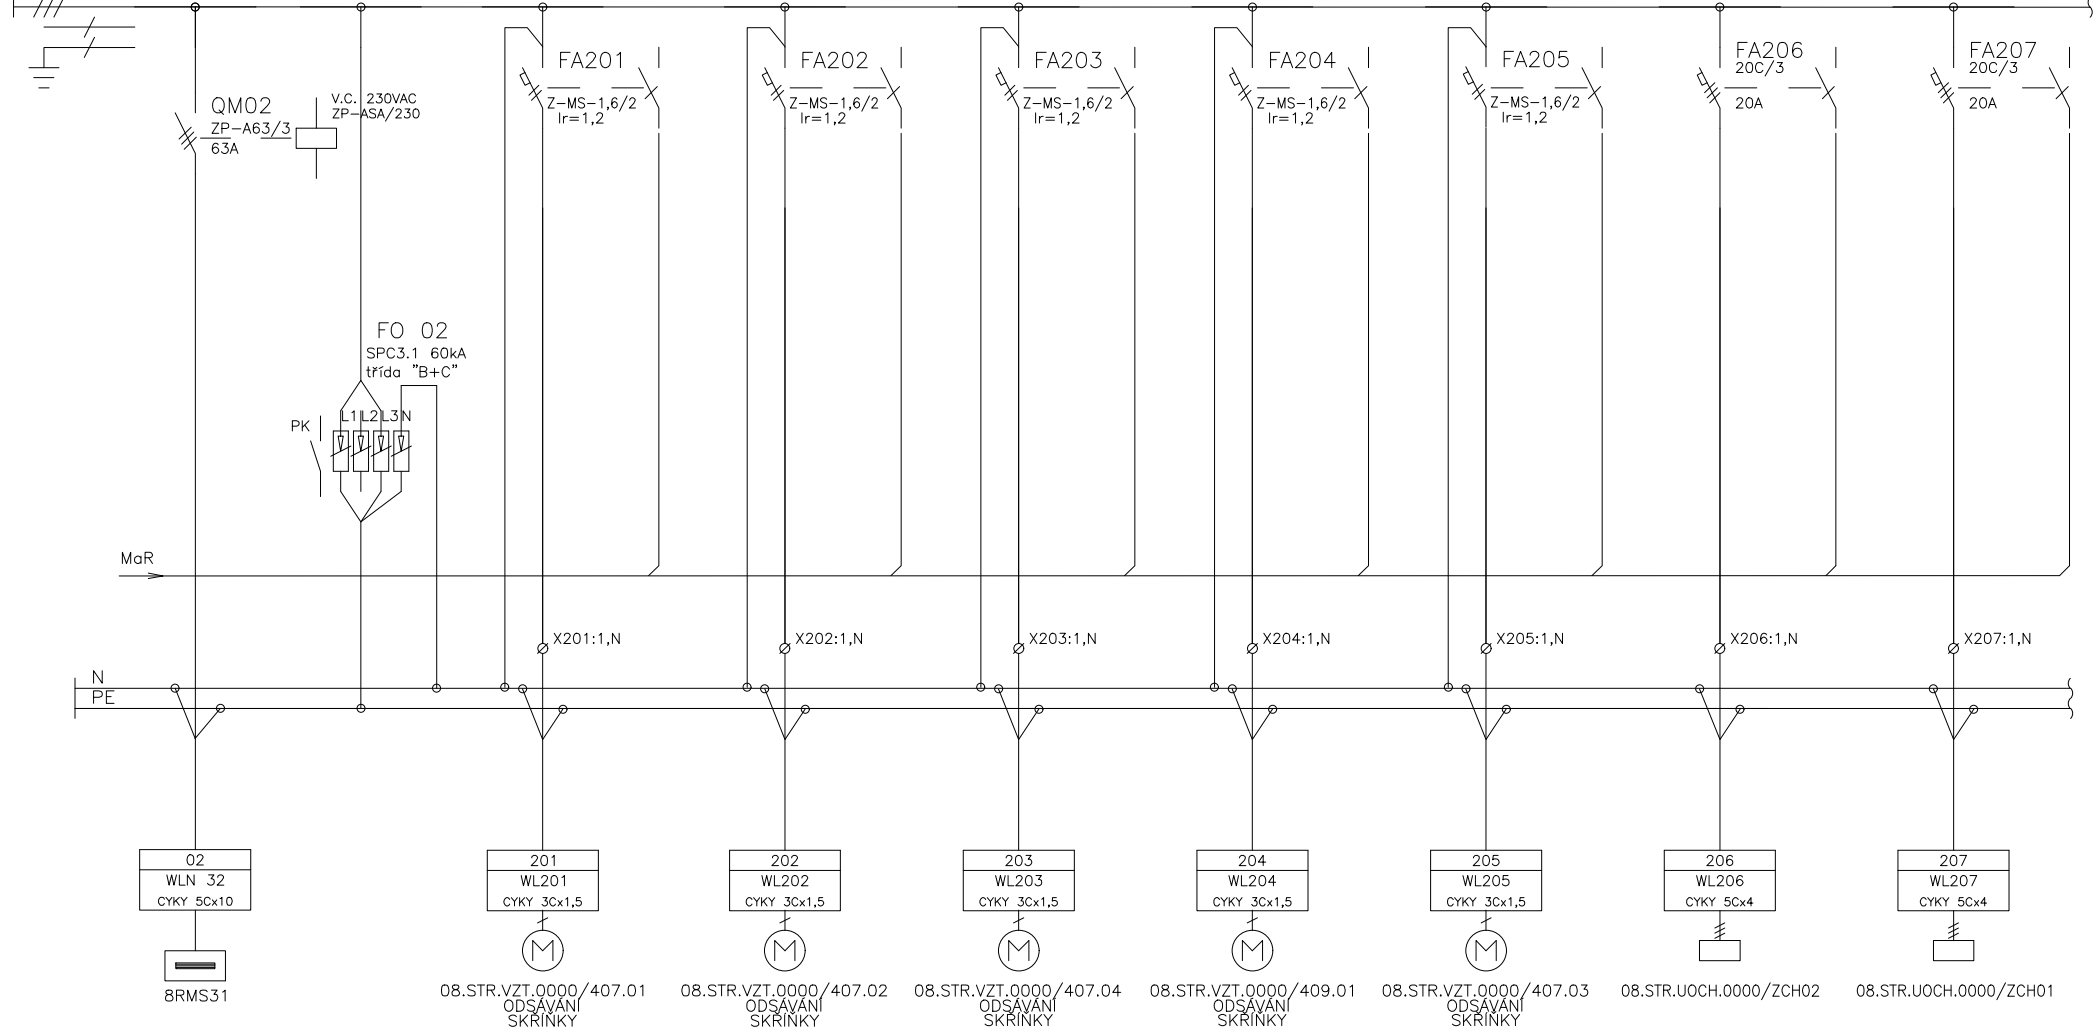 QM02
ZP-A63/3
63A
V.C. 230VAC
ZP-ASA/230
FA201
Z-MS-1,6/2
Ir=1,2
FA202
Z-MS-1,6/2
Ir=1,2
FA203
Z-MS-1,6/2
Ir=1,2
FA204
Z-MS-1,6/2
Ir=1,2
FA205
Z-MS-1,6/2
Ir=1,2
FA206
20C/3
20A
FA207
20C/3
20A
FO 02
SPC3.1 60kA
třída "B+C"
PK
L1 L2 L3 N
MaR
X201:1,N
X202:1,N
X203:1,N
X204:1,N
X205:1,N
X206:1,N
X207:1,N
N
PE
02
WLN 32
CYKY 5Cx10
8RMS31
201
WL201
CYKY 3Cx1,5
M
08.STR.VZT.0000/407.01
ODSÁVÁNÍ
SKŘÍŇKY
202
WL202
CYKY 3Cx1,5
M
08.STR.VZT.0000/407.02
ODSÁVÁNÍ
SKŘÍŇKY
203
WL203
CYKY 3Cx1,5
M
08.STR.VZT.0000/407.04
ODSÁVÁNÍ
SKŘÍŇKY
204
WL204
CYKY 3Cx1,5
M
08.STR.VZT.0000/409.01
ODSÁVÁNÍ
SKŘÍŇKY
205
WL205
CYKY 3Cx1,5
M
08.STR.VZT.0000/407.03
ODSÁVÁNÍ
SKŘÍŇKY
206
WL206
CYKY 5Cx4
08.STR.UOCH.0000/ZCH02
207
WL207
CYKY 5Cx4
08.STR.UOCH.0000/ZCH01